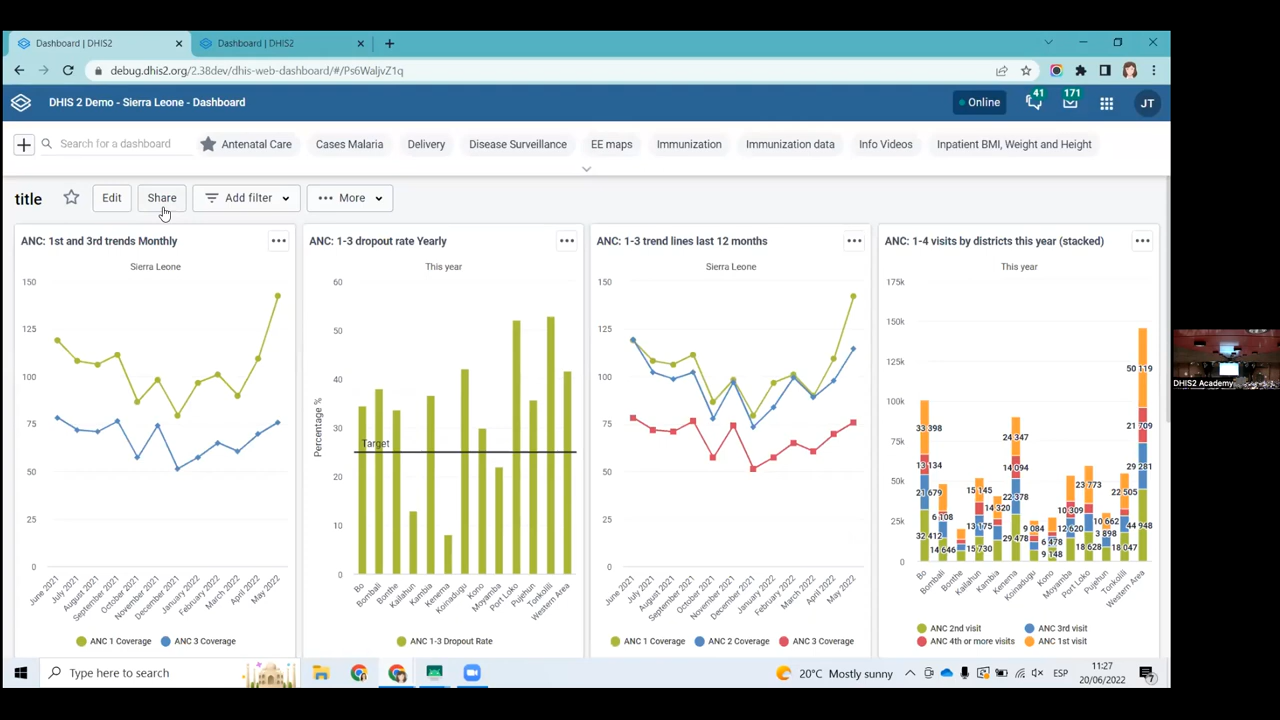 Dashboard | DHIS2
Dashboard | DHIS2
debug.dhis2.org/2.38dev/dhis-web-dashboard/#/Ps6WaljvZ1q
DHIS 2 Demo - Sierra Leone - Dashboard
Online
41
171
JT
Search for a dashboard
Antenatal Care
Cases Malaria
Delivery
Disease Surveillance
EE maps
Immunization
Immunization data
Info Videos
Inpatient BMI, Weight and Height
title
Edit
Share
Add filter
More
ANC: 1st and 3rd trends Monthly
Sierra Leone
150
125
100
75
50
25
0
June 2021
July 2021
August 2021
September 2021
October 2021
November 2021
December 2021
January 2022
February 2022
March 2022
April 2022
May 2022
ANC 1 Coverage
ANC 3 Coverage
ANC: 1-3 dropout rate Yearly
This year
Percentage %
60
50
40
30
20
10
0
Target
Bo
Bombali
Bonthe
Kailahun
Kambia
Kenema
Koinadugu
Kono
Moyamba
Port Loko
Pujehun
Tonkolili
Western Area
ANC 1-3 Dropout Rate
ANC: 1-3 trend lines last 12 months
Sierra Leone
150
125
100
75
50
25
0
June 2021
July 2021
August 2021
September 2021
October 2021
November 2021
December 2021
January 2022
February 2022
March 2022
April 2022
May 2022
ANC 1 Coverage
ANC 2 Coverage
ANC 3 Coverage
ANC: 1-4 visits by districts this year (stacked)
This year
175k
150k
125k
100k
75k
50k
25k
0
33 398
13 134
21 679
32 412
6 108
14 646
15 145
13 175
15 730
14 320
24 347
14 094
22 378
29 478
9 084
6 478
9 148
10 309
12 620
23 773
18 628
10 662
3 898
22 505
18 047
50 119
21 709
29 281
44 948
Bo
Bombali
Bonthe
Kailahun
Kambia
Kenema
Koinadugu
Kono
Moyamba
Port Loko
Pujehun
Tonkolili
Western Area
ANC 2nd visit
ANC 3rd visit
ANC 4th or more visits
ANC 1st visit
DHIS2 Academy
Type here to search
20°C Mostly sunny
ESP
11:27
20/06/2022
7